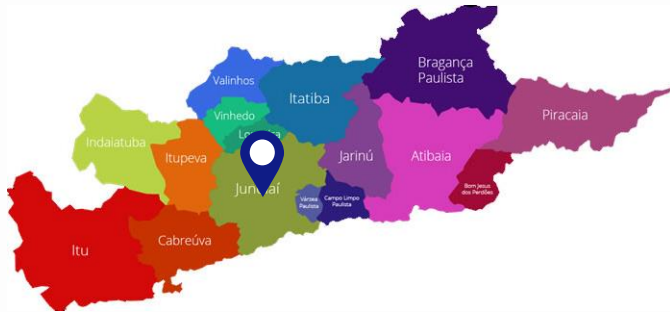 Bragança
Paulista
Valinhos
Itatiba
Piracaia
Vinhedo
Indaiatuba
Itupeva
Jarinú
Atibaia
Bom Jesus
dos Perdões
Várzea
Paulista
Campo Limpo
Paulista
Cabreúva
Itu